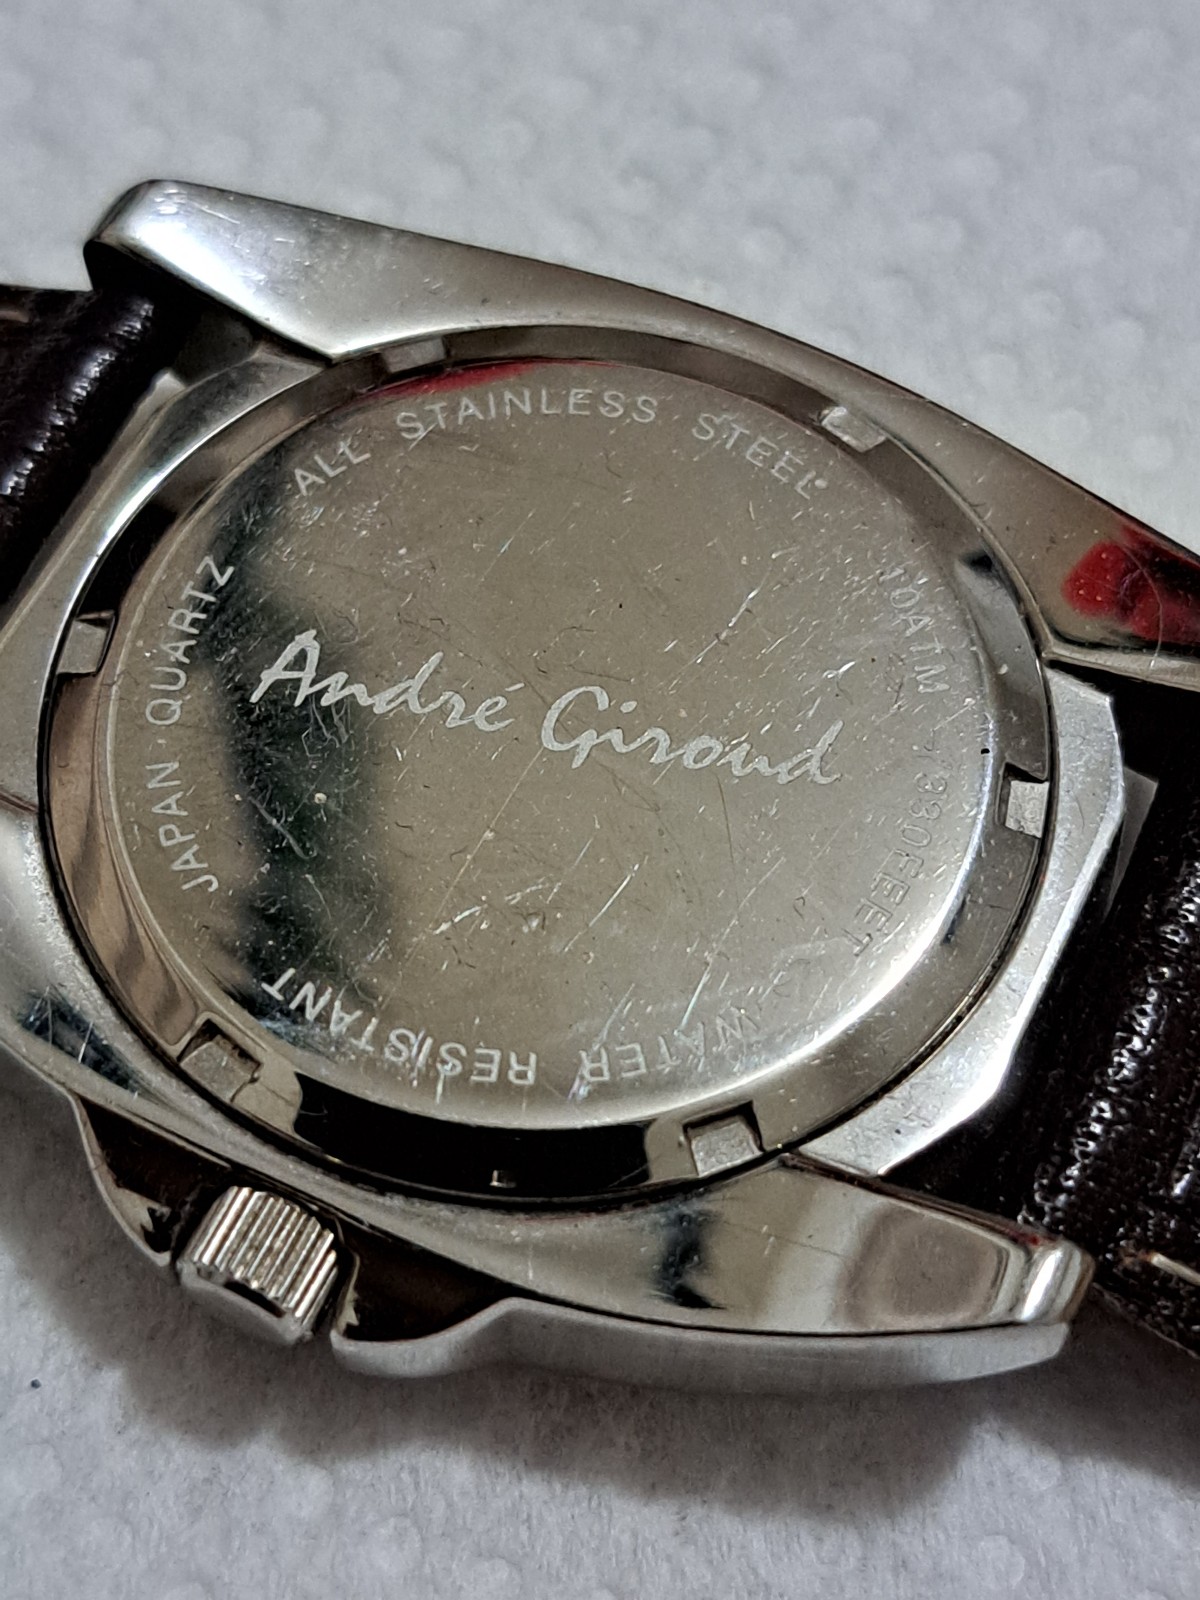 André Giroud
ALL STAINLESS STEEL
10ATM-330FEET
WATER RESISTANT
JAPAN QUARTZ